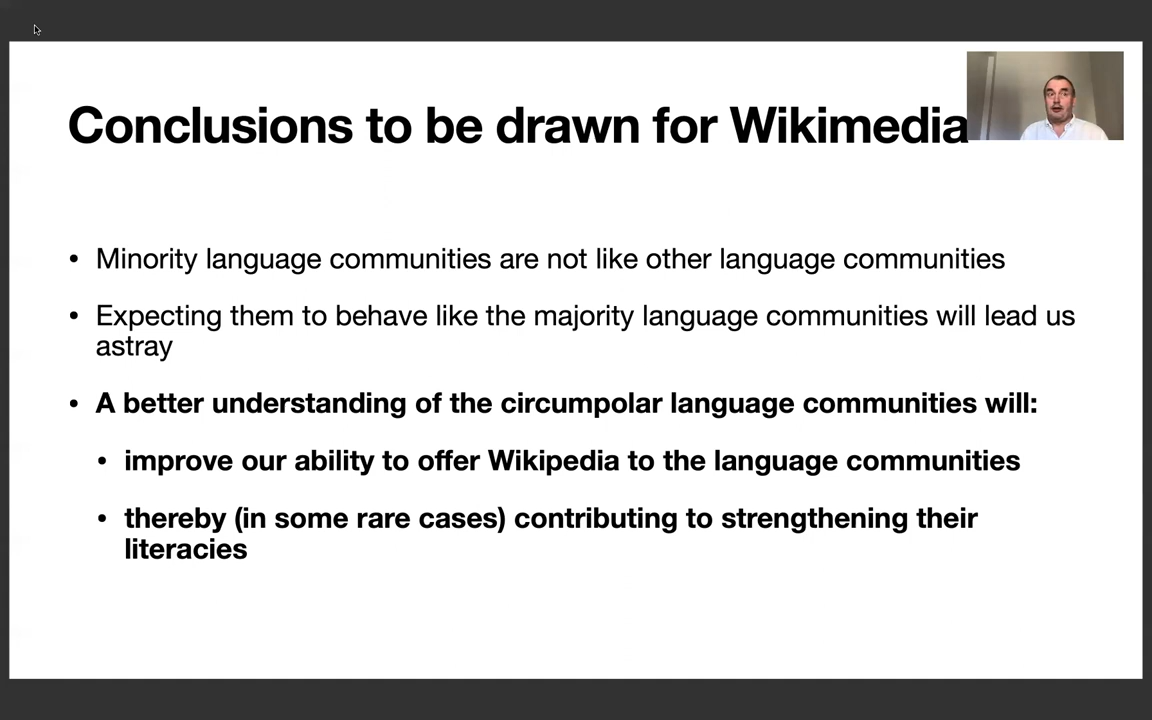 Conclusions to be drawn for Wikimedia
• Minority language communities are not like other language communities
• Expecting them to behave like the majority language communities will lead us
astray
• A better understanding of the circumpolar language communities will:
• improve our ability to offer Wikipedia to the language communities
• thereby (in some rare cases) contributing to strengthening their
literacies